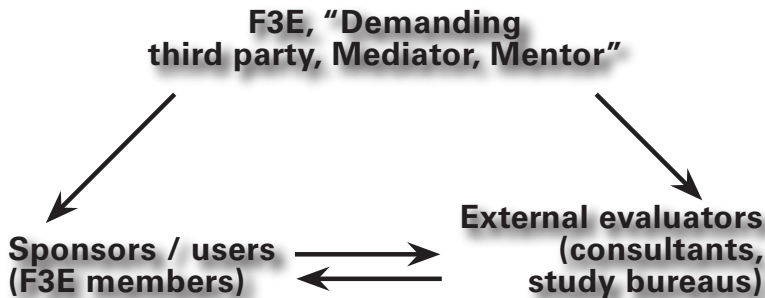 F3E, “Demanding
third party, Mediator, Mentor”
Sponsors / users
(F3E members)
External evaluators
(consultants,
study bureaus)